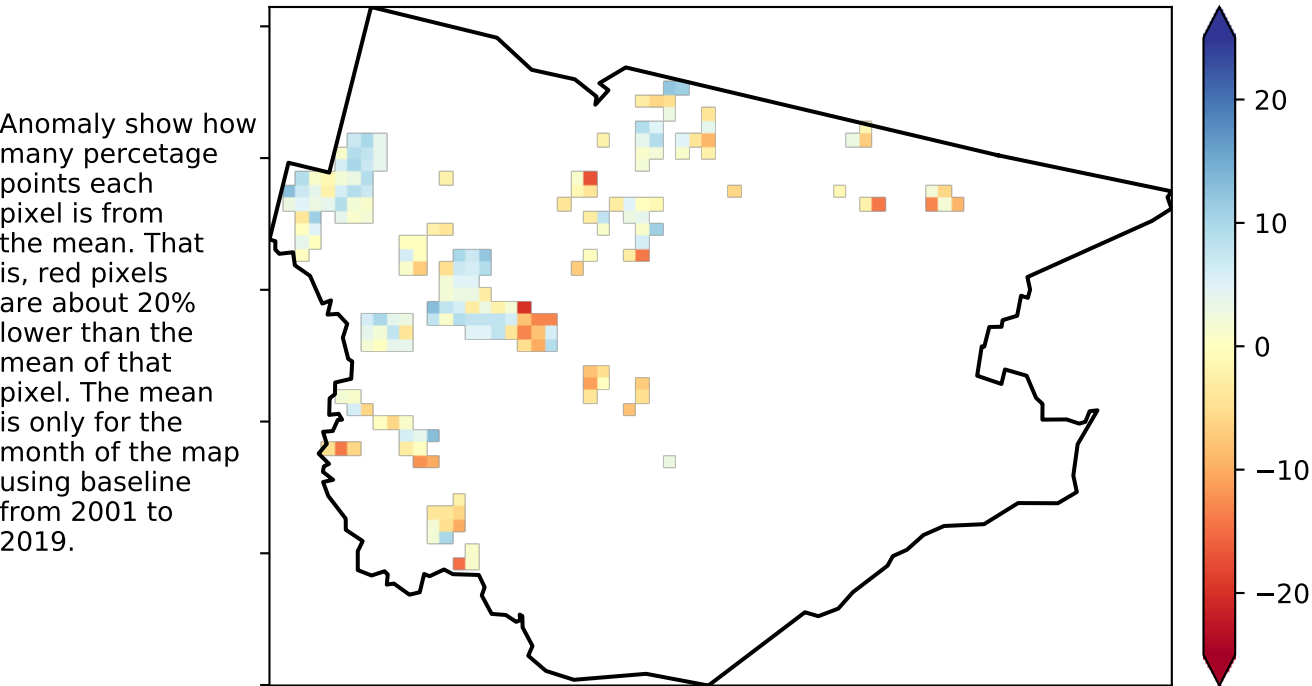 Anomaly show how
many percetage
points each
pixel is from
the mean. That
is, red pixels
are about 20%
lower than the
mean of that
pixel. The mean
is only for the
month of the map
using baseline
from 2001 to
2019.
20
10
0
−10
−20